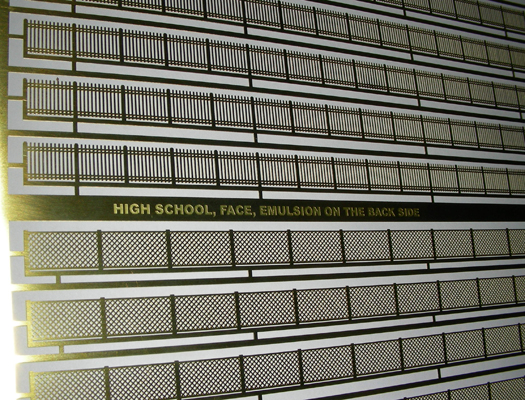 HIGH SCHOOL, FACE, EMULSION ON THE BACK SIDE